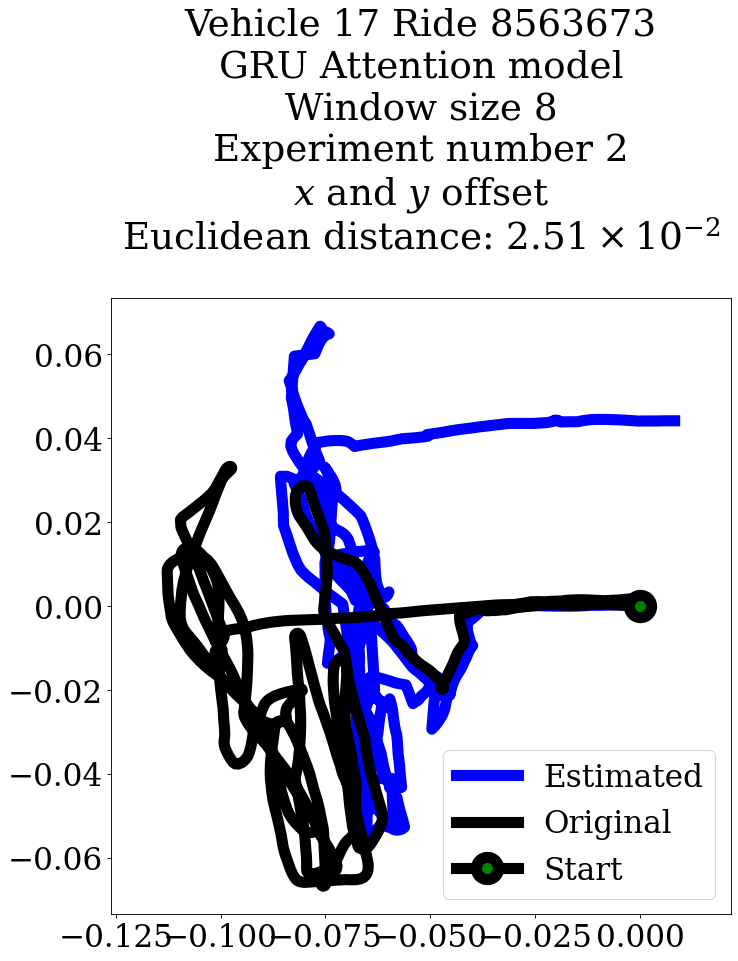 Vehicle 17 Ride 8563673
GRU Attention model
Window size 8
Experiment number 2
x and y offset
Euclidean distance: 2.51 × 10⁻²
0.06
0.04
0.02
0.00
−0.02
−0.04
−0.06
Estimated
Original
Start
−0.125 −0.100 −0.075 −0.050 −0.025 0.000